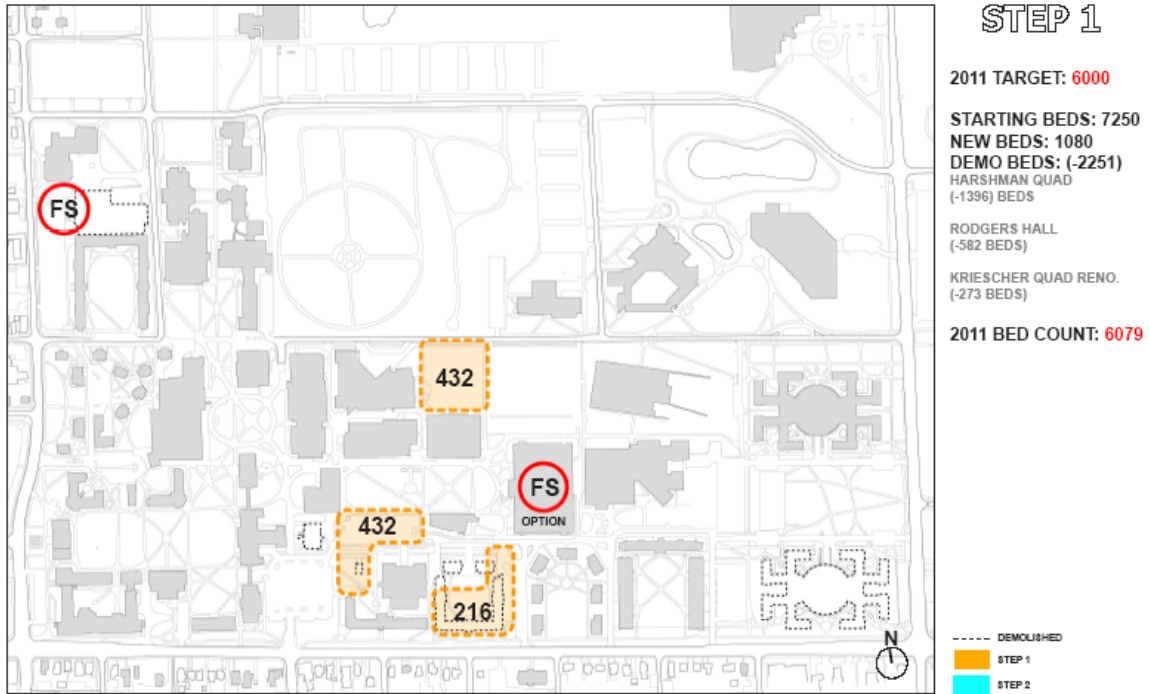 STEP 1
2011 TARGET: 6000
STARTING BEDS: 7250
NEW BEDS: 1080
DEMO BEDS: (-2251)
HARSHMAN QUAD
(-1396) BEDS
RODGERS HALL
(-582 BEDS)
KRIESCHER QUAD RENO.
(-273 BEDS)
2011 BED COUNT: 6079
FS
432
FS
OPTION
432
216
N
DEMOLISHED
STEP 1
STEP 2